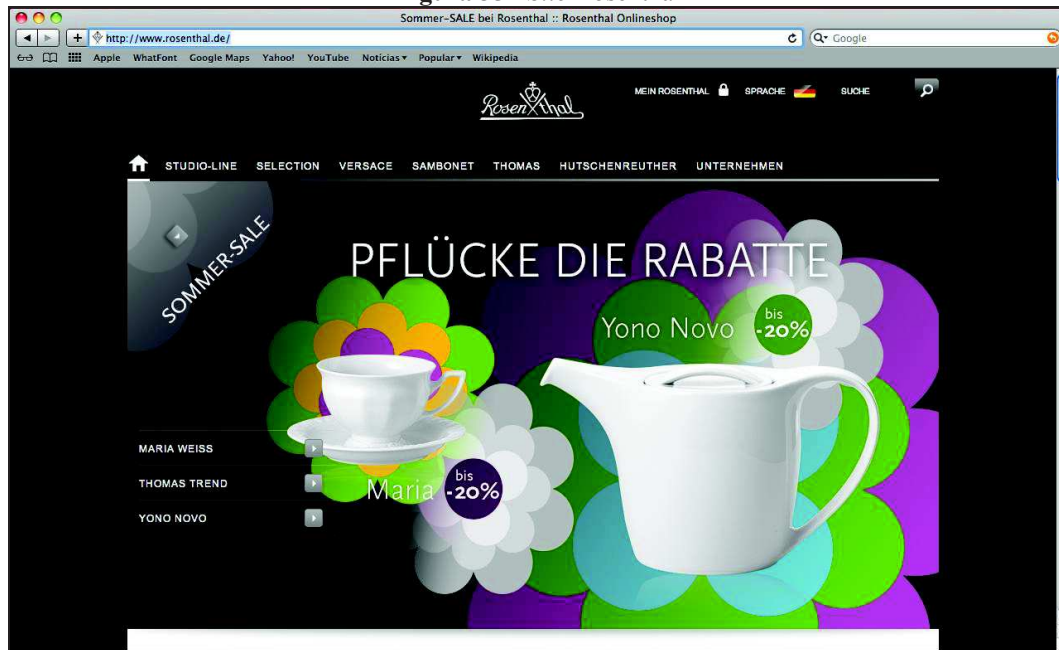 Sommer-SALE bei Rosenthal :: Rosenthal Onlineshop
http://www.rosenthal.de/
Google
Apple WhatFont Google Maps Yahoo! YouTube Noticias Popular Wikipedia
Rosenthal
MEIN ROSENTHAL SPRACHE SUCHE
STUDIO-LINE SELECTION VERSACE SAMBONET THOMAS HUTSCHENREUTHER UNTERNEHMEN
SOMMER-SALE
PFLÜCKE DIE RABATTE
Yono Novo bis -20%
MARIA WEISS
THOMAS TREND
YONO NOVO
Maria bis -20%